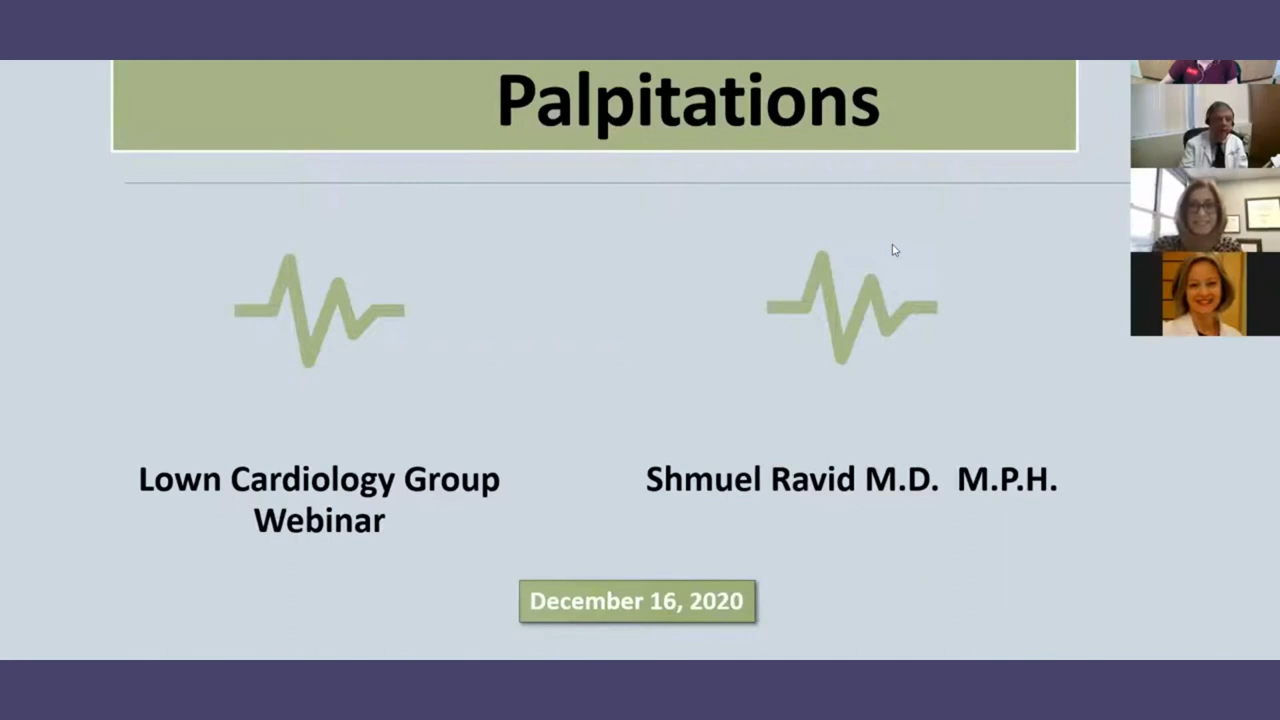 Palpitations
Lown Cardiology Group
Webinar
Shmuel Ravid M.D.  M.P.H.
December 16, 2020